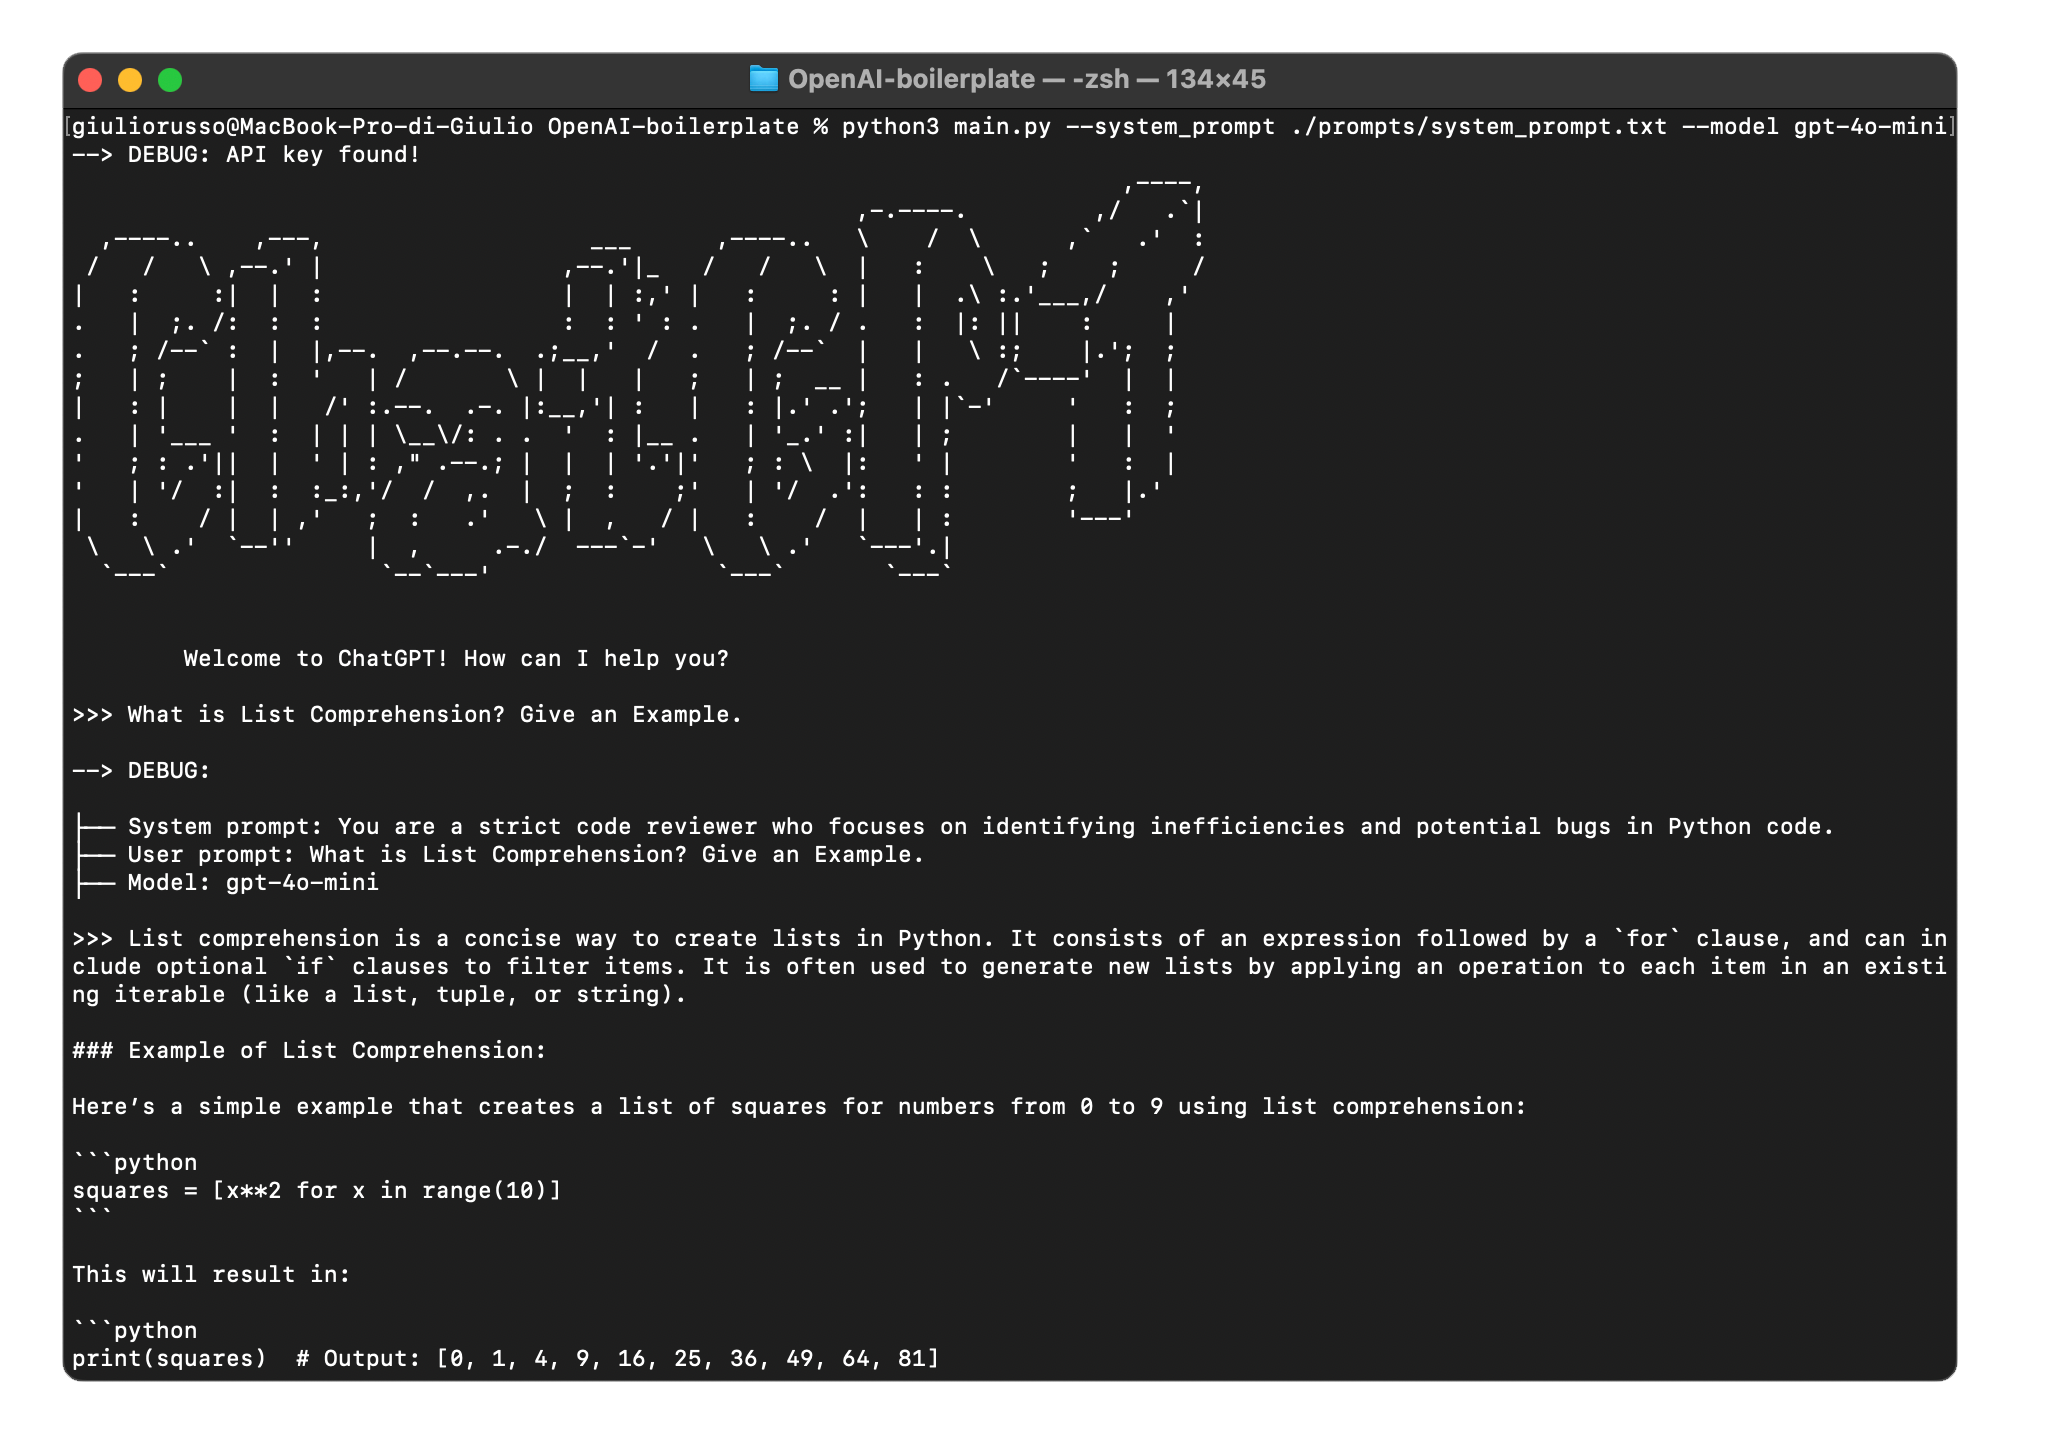 OpenAI-boilerplate — -zsh — 134×45
[giuliorusso@MacBook-Pro-di-Giulio OpenAI-boilerplate % python3 main.py --system_prompt ./prompts/system_prompt.txt --model gpt-4o-mini]
--> DEBUG: API key found!
ChatGPT
Welcome to ChatGPT! How can I help you?
>>> What is List Comprehension? Give an Example.
--> DEBUG:
├── System prompt: You are a strict code reviewer who focuses on identifying inefficiencies and potential bugs in Python code.
├── User prompt: What is List Comprehension? Give an Example.
├── Model: gpt-4o-mini
>>> List comprehension is a concise way to create lists in Python. It consists of an expression followed by a `for` clause, and can in
clude optional `if` clauses to filter items. It is often used to generate new lists by applying an operation to each item in an existi
ng iterable (like a list, tuple, or string).
### Example of List Comprehension:
Here’s a simple example that creates a list of squares for numbers from 0 to 9 using list comprehension:
```python
squares = [x**2 for x in range(10)]
```
This will result in:
```python
print(squares)  # Output: [0, 1, 4, 9, 16, 25, 36, 49, 64, 81]